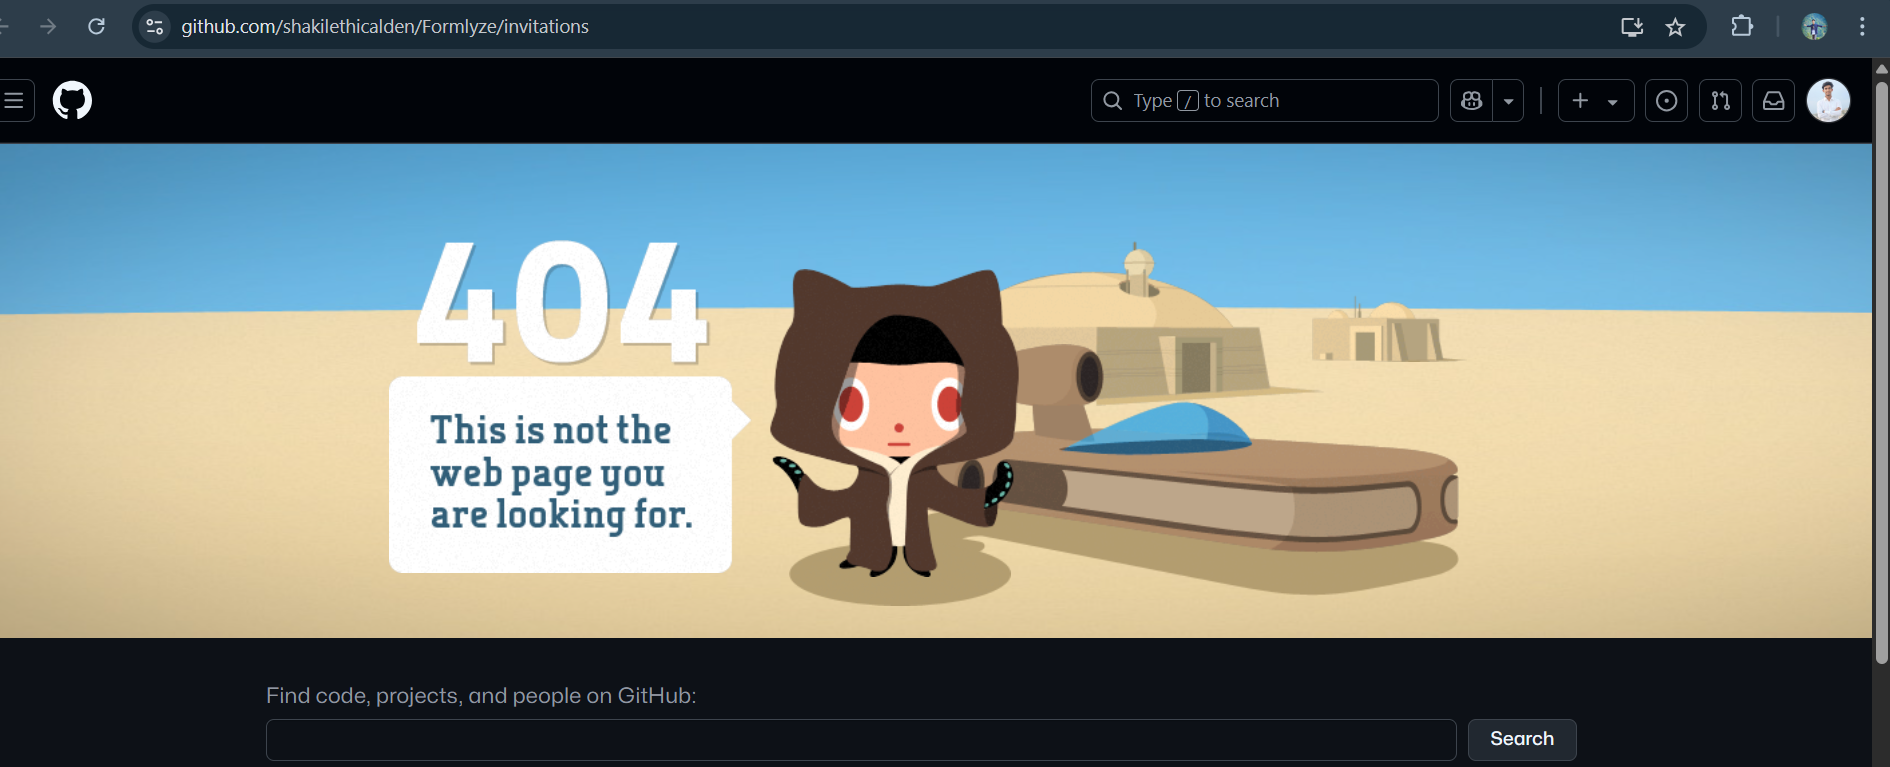 github.com/shakilethicalden/Formlyze/invitations
Type / to search
404
This is not the
web page you
are looking for.
Find code, projects, and people on GitHub:
Search